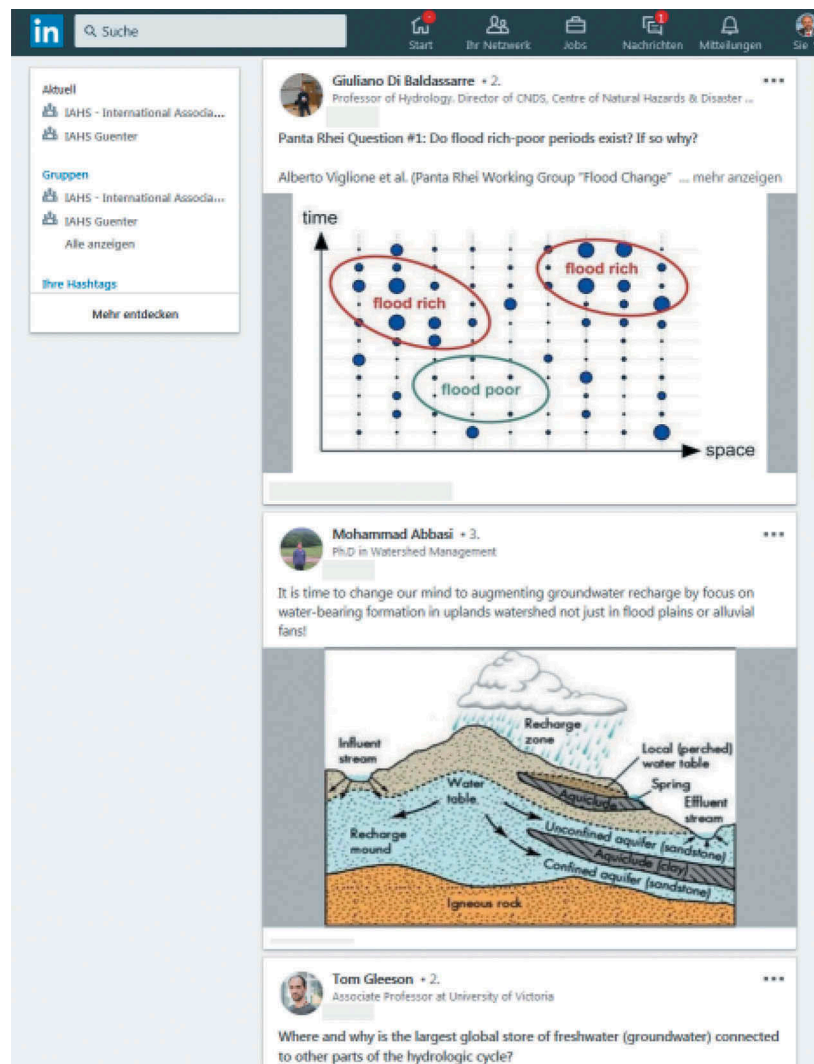 in
Suche
Start
Ihr Netzwerk
Jobs
1
Nachrichten
Mitteilungen
Sie
Aktuell
IAHS - International Associa...
IAHS Guenter
Gruppen
IAHS - International Associa...
IAHS Guenter
Alle anzeigen
Ihre Hashtags
Mehr entdecken
Giuliano Di Baldassarre • 2.
Professor of Hydrology. Director of CNDS, Centre of Natural Hazards & Disaster ...
Panta Rhei Question #1: Do flood rich-poor periods exist? If so why?
Alberto Viglione et al. (Panta Rhei Working Group "Flood Change" ... mehr anzeigen
time
flood rich
flood rich
flood poor
space
Mohammad Abbasi • 3.
Ph.D in Watershed Management
It is time to change our mind to augmenting groundwater recharge by focus on
water-bearing formation in uplands watershed not just in flood plains or alluvial
fans!
Recharge
zone
Influent
stream
Local (perched)
water table
Water
table
Aquiclude
Spring
Effluent
stream
Recharge
mound
Unconfined aquifer (sandstone)
Aquiclude (clay)
Confined aquifer (sandstone)
Igneous rock
Tom Gleeson • 2.
Associate Professor at University of Victoria
Where and why is the largest global store of freshwater (groundwater) connected
to other parts of the hydrologic cycle?